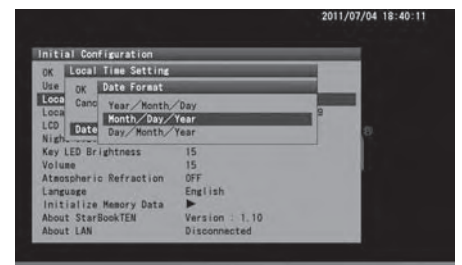 2011/07/04 18:40:11
Initial Configuration
OK Local Time Setting
Use OK Date Format
Loca Canc Year/Month/Day
Loca Month/Day/Year
LCD Date Day/Month/Year
Nigh
Key LED Brightness 15
Volume 15
Atmospheric Refraction OFF
Language English
Initialize Memory Data ▶
About StarBookTEN Version : 1.10
About LAN Disconnected